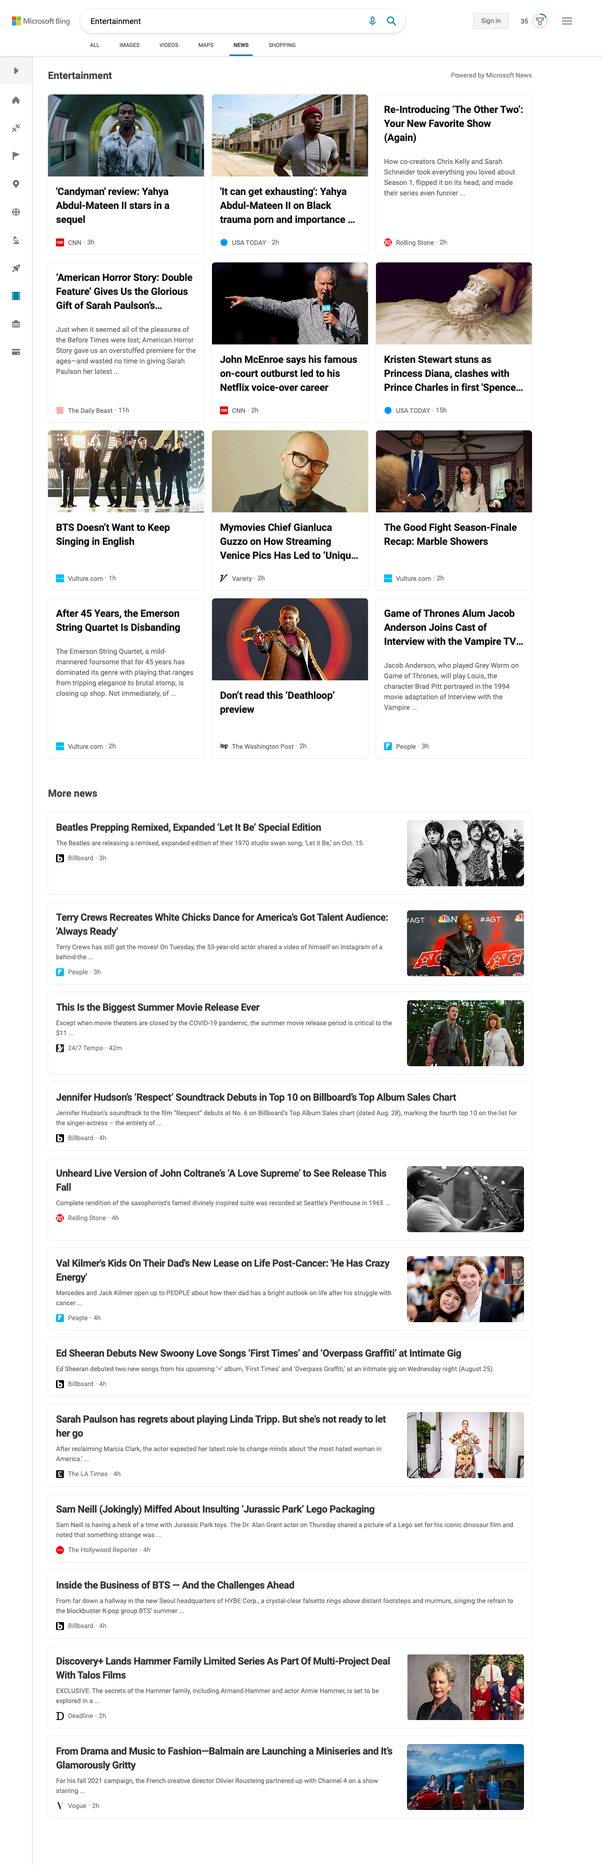 Microsoft Bing
Entertainment
Sign in
35
ALL
IMAGES
VIDEOS
MAPS
NEWS
SHOPPING
Entertainment
Powered by Microsoft News
'Candyman' review: Yahya
Abdul-Mateen II stars in a
sequel
CNN · 3h
'It can get exhausting': Yahya
Abdul-Mateen II on Black
trauma porn and importance ...
USA TODAY · 2h
Re-Introducing 'The Other Two':
Your New Favorite Show
(Again)
How co-creators Chris Kelly and Sarah
Schneider took everything you loved about
Season 1, flipped it on its head, and made
their series even funnier ...
Rolling Stone · 2h
'American Horror Story: Double
Feature' Gives Us the Glorious
Gift of Sarah Paulson's...
Just when it seemed all of the pleasures of
the Before Times were lost, American Horror
Story gave us an overstuffed premiere for the
ages—and wasted no time in giving Sarah
Paulson her latest ...
The Daily Beast · 11h
John McEnroe says his famous
on-court outburst led to his
Netflix voice-over career
CNN · 2h
Kristen Stewart stuns as
Princess Diana, clashes with
Prince Charles in first 'Spence...
USA TODAY · 15h
BTS Doesn't Want to Keep
Singing in English
Vulture.com · 1h
Mymovies Chief Gianluca
Guzzo on How Streaming
Venice Pics Has Led to 'Uniqu...
Variety · 2h
The Good Fight Season-Finale
Recap: Marble Showers
Vulture.com · 2h
After 45 Years, the Emerson
String Quartet Is Disbanding
The Emerson String Quartet, a mild-
mannered foursome that for 45 years has
dominated its genre with playing that ranges
from tripping elegance to brutal stomp, is
closing up shop. Not immediately, of ...
Vulture.com · 2h
Don't read this 'Deathloop'
preview
The Washington Post · 2h
Game of Thrones Alum Jacob
Anderson Joins Cast of
Interview with the Vampire TV...
Jacob Anderson, who played Grey Worm on
Game of Thrones, will play Louis, the
character Brad Pitt portrayed in the 1994
movie adaptation of Interview with the
Vampire ...
People · 3h
More news
Beatles Prepping Remixed, Expanded 'Let It Be' Special Edition
The Beatles are releasing a remixed, expanded edition of their 1970 studio swan song, 'Let it Be,' on Oct. 15.
Billboard · 3h
Terry Crews Recreates White Chicks Dance for America's Got Talent Audience:
'Always Ready'
Terry Crews has still got the moves! On Tuesday, the 53-year-old actor shared a video of himself on Instagram of a
behind-the ...
People · 3h
#AGT
#AGT
This Is the Biggest Summer Movie Release Ever
Except when movie theaters are closed by the COVID-19 pandemic, the summer movie release period is critical to the
$11 ...
24/7 Tempo · 42m
Jennifer Hudson's 'Respect' Soundtrack Debuts in Top 10 on Billboard's Top Album Sales Chart
Jennifer Hudson's soundtrack to the film "Respect" debuts at No. 6 on Billboard's Top Album Sales chart (dated Aug. 28), marking the fourth top 10 on the list for
the singer-actress – the entirety of ...
Billboard · 4h
Unheard Live Version of John Coltrane's 'A Love Supreme' to See Release This
Fall
Complete rendition of the saxophonist's famed divinely inspired suite was recorded at Seattle's Penthouse in 1965 ...
Rolling Stone · 4h
Val Kilmer's Kids On Their Dad's New Lease on Life Post-Cancer: 'He Has Crazy
Energy'
Mercedes and Jack Kilmer open up to PEOPLE about how their dad has a bright outlook on life after his struggle with
cancer ...
People · 4h
Ed Sheeran Debuts New Swoony Love Songs 'First Times' and 'Overpass Graffiti' at Intimate Gig
Ed Sheeran debuted two new songs from his upcoming '=' album, 'First Times' and 'Overpass Graffiti,' at an intimate gig on Wednesday night (August 25).
Billboard · 4h
Sarah Paulson has regrets about playing Linda Tripp. But she's not ready to let
her go
After reclaiming Marcia Clark, the actor expected her latest role to change minds about 'the most hated woman in
America.' ...
The LA Times · 4h
Sam Neill (Jokingly) Miffed About Insulting 'Jurassic Park' Lego Packaging
Sam Neill is having a heck of a time with Jurassic Park toys. The Dr. Alan Grant actor on Thursday shared a picture of a Lego set for his iconic dinosaur film and
noted that something strange was ...
The Hollywood Reporter · 4h
Inside the Business of BTS — And the Challenges Ahead
From far down a hallway in the new Seoul headquarters of HYBE Corp., a crystal-clear falsetto rings above distant footsteps and murmurs, singing the refrain to
the blockbuster K-pop group BTS' summer ...
Billboard · 4h
Discovery+ Lands Hammer Family Limited Series As Part Of Multi-Project Deal
With Talos Films
EXCLUSIVE: The secrets of the Hammer family, including Armand Hammer and actor Armie Hammer, is set to be
explored in a ...
Deadline · 2h
From Drama and Music to Fashion—Balmain are Launching a Miniseries and It's
Glamorously Gritty
For his fall 2021 campaign, the French creative director Olivier Rousteing partnered up with Channel 4 on a show
starring ...
Vogue · 2h